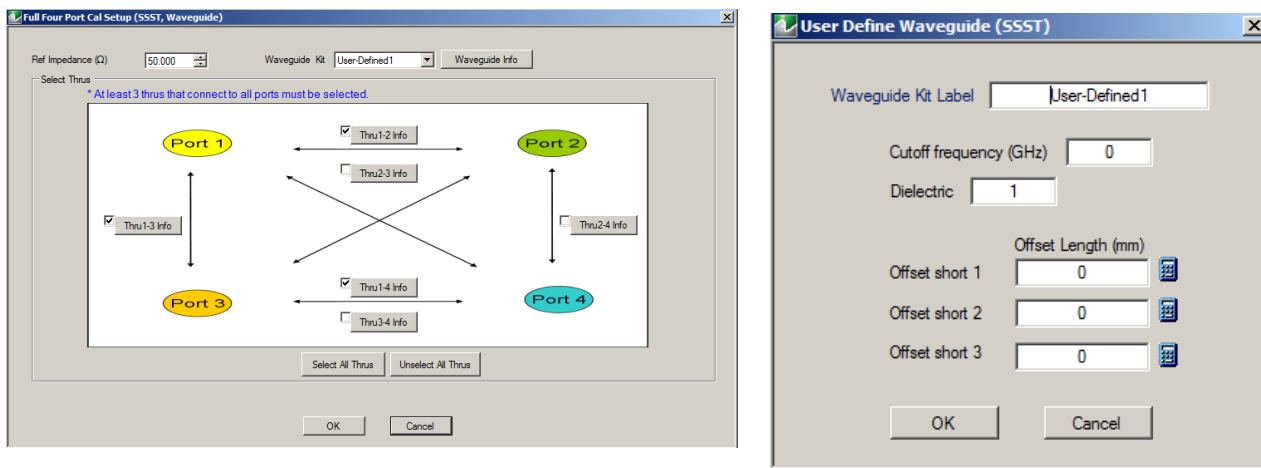 Full Four Port Cal Setup (SSST, Waveguide)
Ref Impedance (Ω) 50.000 Waveguide Kit User-Defined1 Waveguide Info
Select Thrus
* At least 3 thrus that connect to all ports must be selected.
Port 1 Thru1-2 Info Port 2
Thru2-3 Info
Thru1-3 Info Thru2-4 Info
Port 3 Thru1-4 Info Port 4
Thru3-4 Info
Select All Thrus Unselect All Thrus
OK Cancel
User Define Waveguide (SSST)
Waveguide Kit Label User-Defined1
Cutoff frequency (GHz) 0
Dielectric 1
Offset Length (mm)
Offset short 1 0
Offset short 2 0
Offset short 3 0
OK Cancel